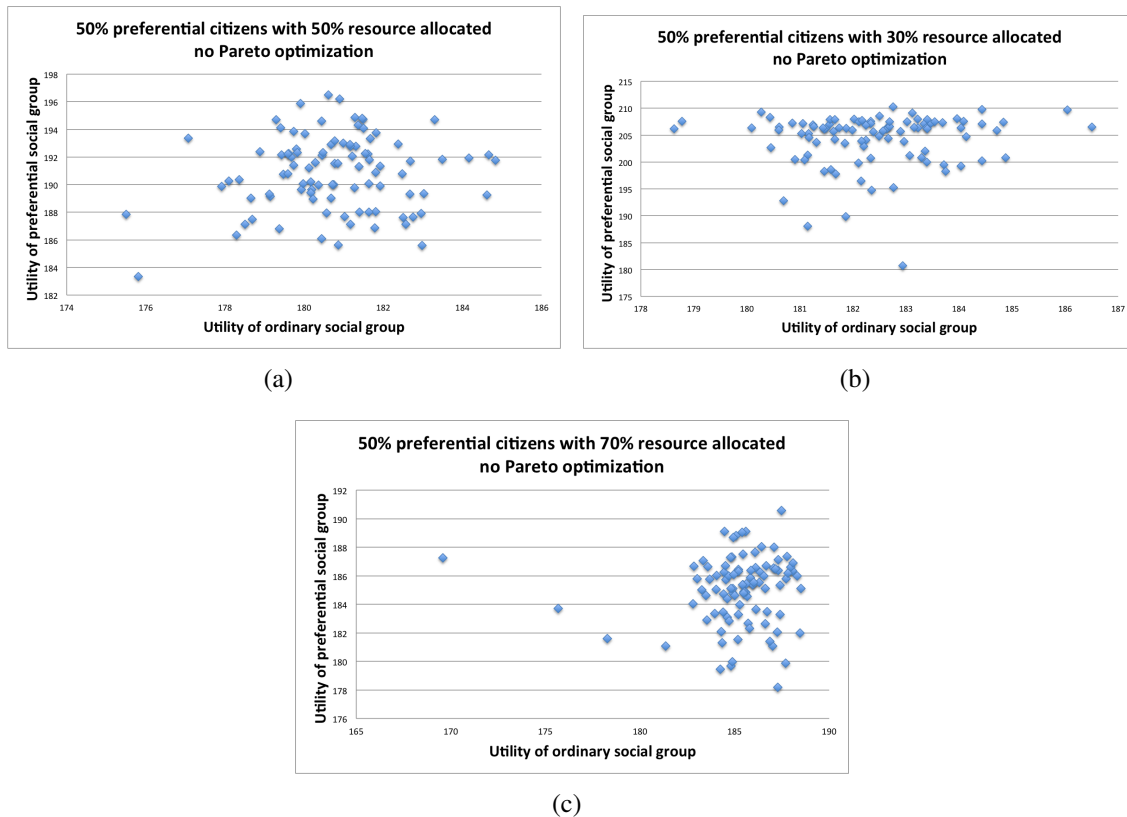 50% preferential citizens with 50% resource allocated
no Pareto optimization
Utility of preferential social group
198
196
194
192
190
188
186
184
182
174 176 178 180 182 184 186
Utility of ordinary social group
(a)
50% preferential citizens with 30% resource allocated
no Pareto optimization
Utility of preferential social group
215
210
205
200
195
190
185
180
175
178 179 180 181 182 183 184 185 186 187
Utility of ordinary social group
(b)
50% preferential citizens with 70% resource allocated
no Pareto optimization
Utility of preferential social group
192
190
188
186
184
182
180
178
176
165 170 175 180 185 190
Utility of ordinary social group
(c)